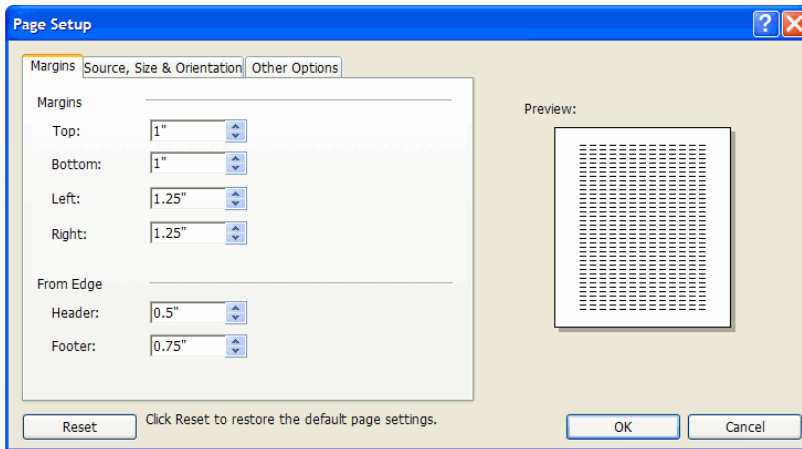 Page Setup
Margins Source, Size & Orientation Other Options
Margins
Top: 1"
Bottom: 1"
Left: 1.25"
Right: 1.25"
From Edge
Header: 0.5"
Footer: 0.75"
Preview:
Reset Click Reset to restore the default page settings.
OK Cancel